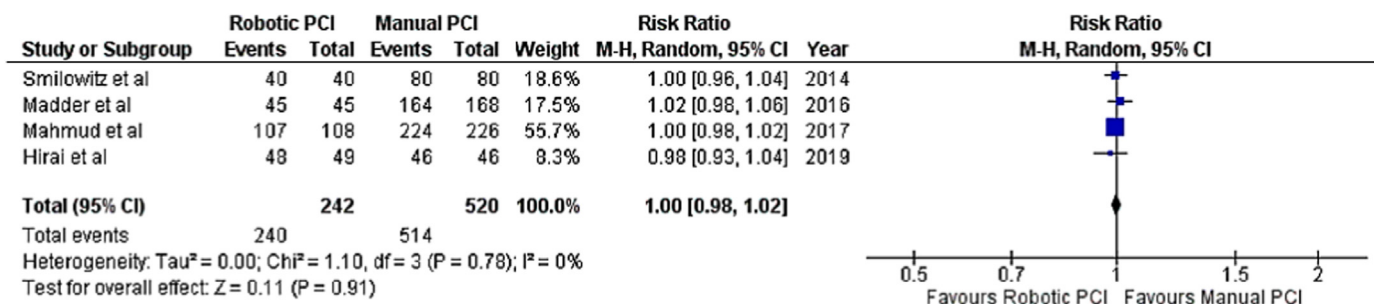 Robotic PCI Manual PCI Risk Ratio Risk Ratio
Study or Subgroup Events Total Events Total Weight M-H, Random, 95% CI Year M-H, Random, 95% CI
Smilowitz et al 40 40 80 80 18.6% 1.00 [0.96, 1.04] 2014
Madder et al 45 45 164 168 17.5% 1.02 [0.98, 1.06] 2016
Mahmud et al 107 108 224 226 55.7% 1.00 [0.98, 1.02] 2017
Hirai et al 48 49 46 46 8.3% 0.98 [0.93, 1.04] 2019
Total (95% CI) 242 520 100.0% 1.00 [0.98, 1.02]
Total events 240 514
Heterogeneity: Tau² = 0.00; Chi² = 1.10, df = 3 (P = 0.78); I² = 0%
Test for overall effect: Z = 0.11 (P = 0.91)
0.5 0.7 1 1.5 2
Favours Robotic PCI Favours Manual PCI